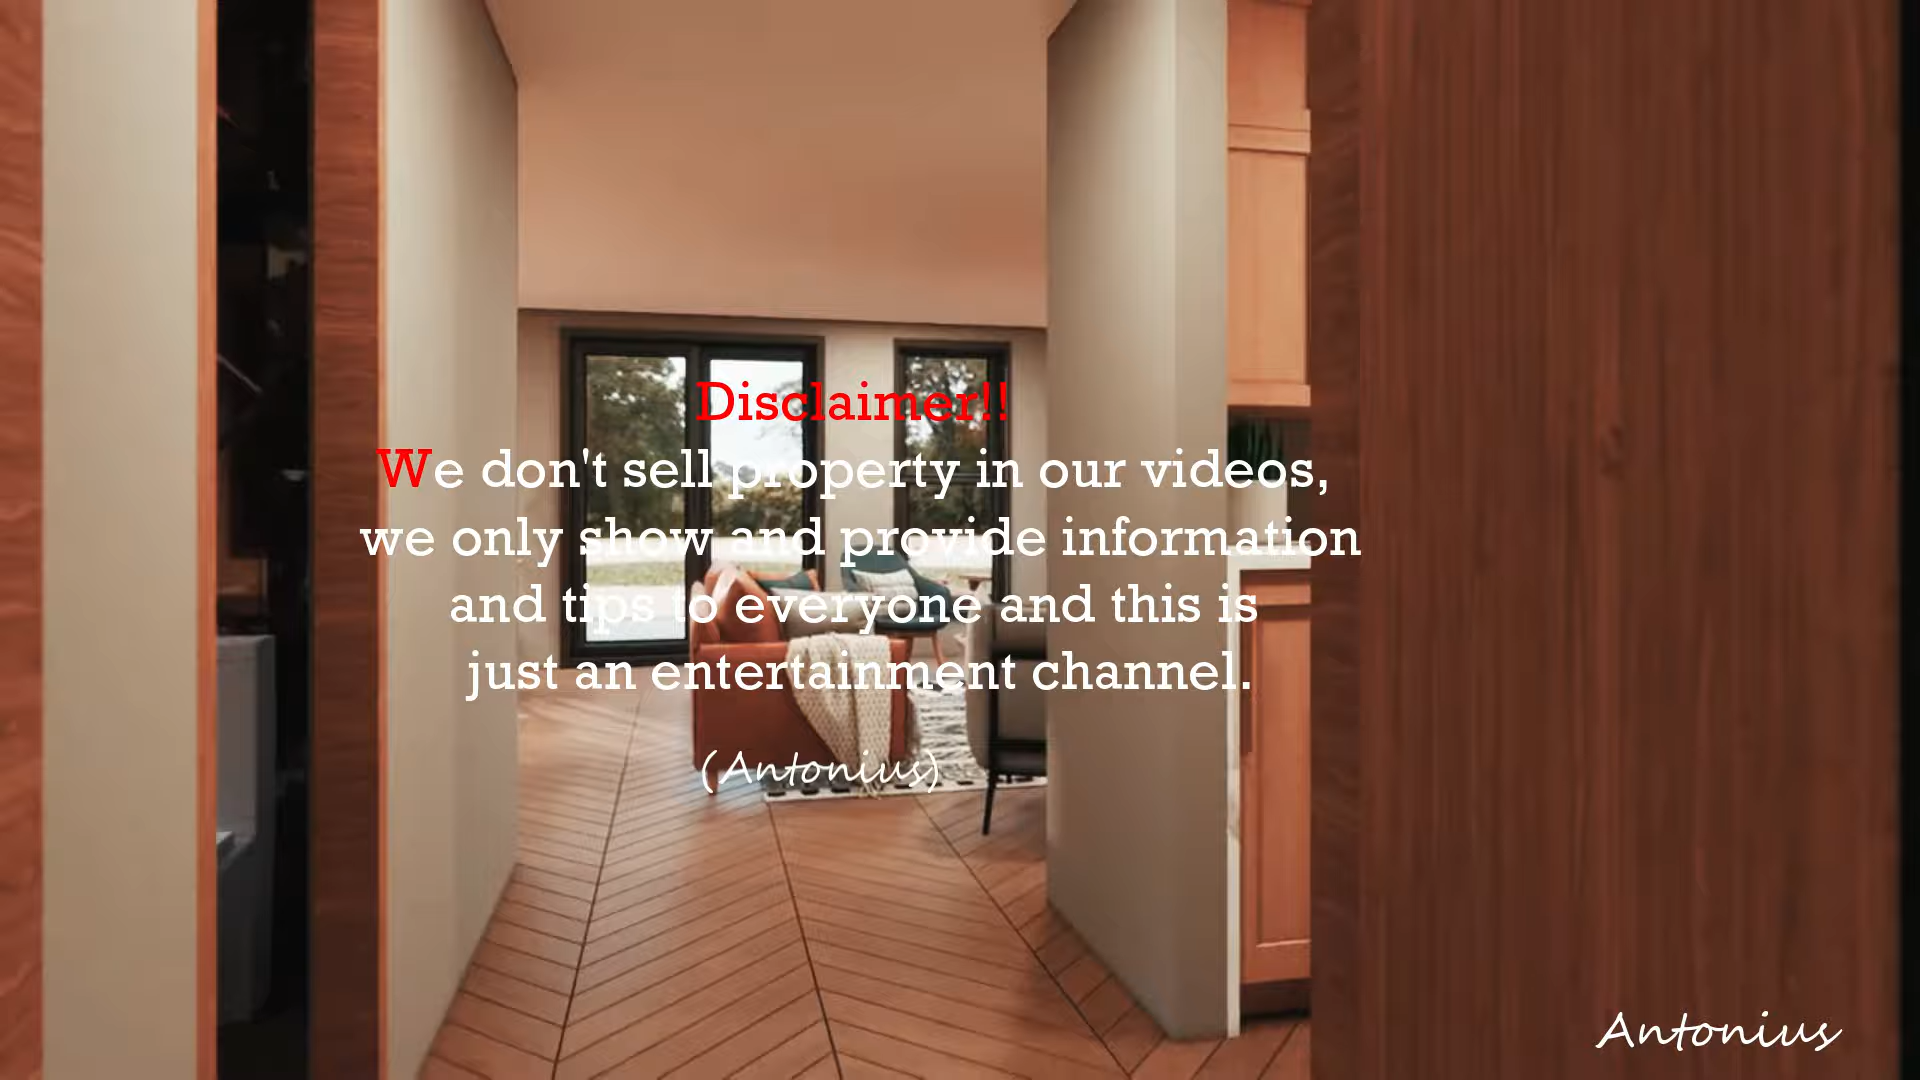 Disclaimer!!
We don't sell property in our videos,
we only show and provide information
and tips to everyone and this is
just an entertainment channel.
(Antonius)
Antonius